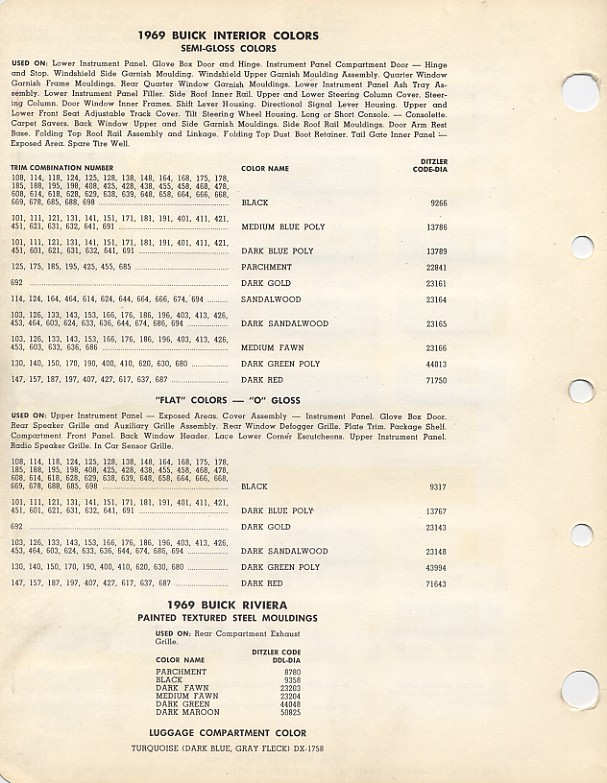 1969 BUICK INTERIOR COLORS
SEMI-GLOSS COLORS
USED ON: Lower Instrument Panel. Glove Box Door and Hinge. Instrument Panel Compartment Door — Hinge
and Stop. Windshield Side Garnish Moulding. Windshield Upper Garnish Moulding Assembly. Quarter Window
Garnish Frame Mouldings. Rear Quarter Window Garnish Mouldings. Lower Instrument Panel Ash Tray As-
sembly. Lower Instrument Panel Filler. Side Roof Inner Rail. Upper and Lower Steering Column Cover. Steer-
ing Column. Door Window Inner Frames. Shift Lever Housing. Directional Signal Lever Housing. Upper and
Lower Front Seat Adjustable Track Cover. Tilt Steering Wheel Housing. Long or Short Console. — Consolette.
Carpet Savers. Back Window Upper and Side Garnish Mouldings. Side Roof Rail Mouldings. Door Arm Rest
Base. Folding Top Roof Rail Assembly and Linkage. Folding Top Dust Boot Retainer. Tail Gate Inner Panel —
Exposed Area. Spare Tire Well.
TRIM COMBINATION NUMBER COLOR NAME DITZLER CODE-DIA
108, 114, 118, 124, 125, 128, 138, 148, 164, 168, 175, 178,
185, 188, 195, 198, 408, 425, 428, 438, 455, 458, 468, 478,
608, 614, 618, 628, 629, 638, 639, 648, 658, 664, 666, 668,
669, 678, 685, 688, 698 BLACK 9266
101, 111, 121, 131, 141, 151, 171, 181, 191, 401, 411, 421,
451, 621, 631, 632, 641, 691 MEDIUM BLUE POLY 13786
101, 111, 121, 131, 141, 151, 171, 181, 191, 401, 411, 421,
451, 601, 621, 631, 632, 641, 691 DARK BLUE POLY 13789
125, 175, 185, 195, 425, 455, 685 PARCHMENT 22841
692 DARK GOLD 23161
114, 124, 164, 464, 614, 624, 644, 664, 666, 674, 694 SANDALWOOD 23164
103, 126, 133, 143, 153, 166, 176, 186, 196, 403, 413, 426,
453, 464, 603, 624, 633, 636, 644, 674, 686, 694 DARK SANDALWOOD 23165
103, 126, 133, 143, 153, 166, 176, 186, 196, 403, 413, 426,
453, 603, 633, 636, 686 MEDIUM FAWN 23166
130, 140, 150, 170, 190, 400, 410, 620, 630, 680 DARK GREEN POLY 44013
147, 157, 187, 197, 407, 427, 617, 637, 687 DARK RED 71750
"FLAT" COLORS — "O" GLOSS
USED ON: Upper Instrument Panel — Exposed Areas. Cover Assembly — Instrument Panel. Glove Box Door.
Rear Speaker Grille and Auxiliary Grille Assembly. Rear Window Defogger Grille. Plate Trim. Package Shelf.
Compartment Front Panel. Back Window Header. Lace Lower Corner Escutcheons. Upper Instrument Panel.
Radio Speaker Grille. In Car Sensor Grille.
108, 114, 118, 124, 125, 128, 138, 148, 164, 168, 175, 178,
185, 188, 195, 198, 408, 425, 428, 438, 455, 458, 468, 478,
608, 614, 618, 628, 629, 638, 639, 648, 658, 664, 666, 668,
669, 678, 688, 685, 698 BLACK 9317
101, 111, 121, 131, 141, 151, 171, 181, 191, 401, 411, 421,
451, 601, 621, 631, 632, 641, 691 DARK BLUE POLY 13767
692 DARK GOLD 23143
103, 126, 133, 143, 153, 166, 176, 186, 196, 403, 413, 426,
453, 464, 603, 624, 633, 636, 644, 674, 686, 694 DARK SANDALWOOD 23148
130, 140, 150, 170, 190, 400, 410, 620, 630, 680 DARK GREEN POLY 43994
147, 157, 187, 197, 407, 427, 617, 637, 687 DARK RED 71643
1969 BUICK RIVIERA
PAINTED TEXTURED STEEL MOULDINGS
USED ON: Rear Compartment Exhaust
Grille.
COLOR NAME DITZLER CODE DDL-DIA
PARCHMENT 8780
BLACK 9358
DARK FAWN 23203
MEDIUM FAWN 23204
DARK GREEN 44048
DARK MAROON 50825
LUGGAGE COMPARTMENT COLOR
TURQUOISE (DARK BLUE, GRAY FLECK) DX-1758